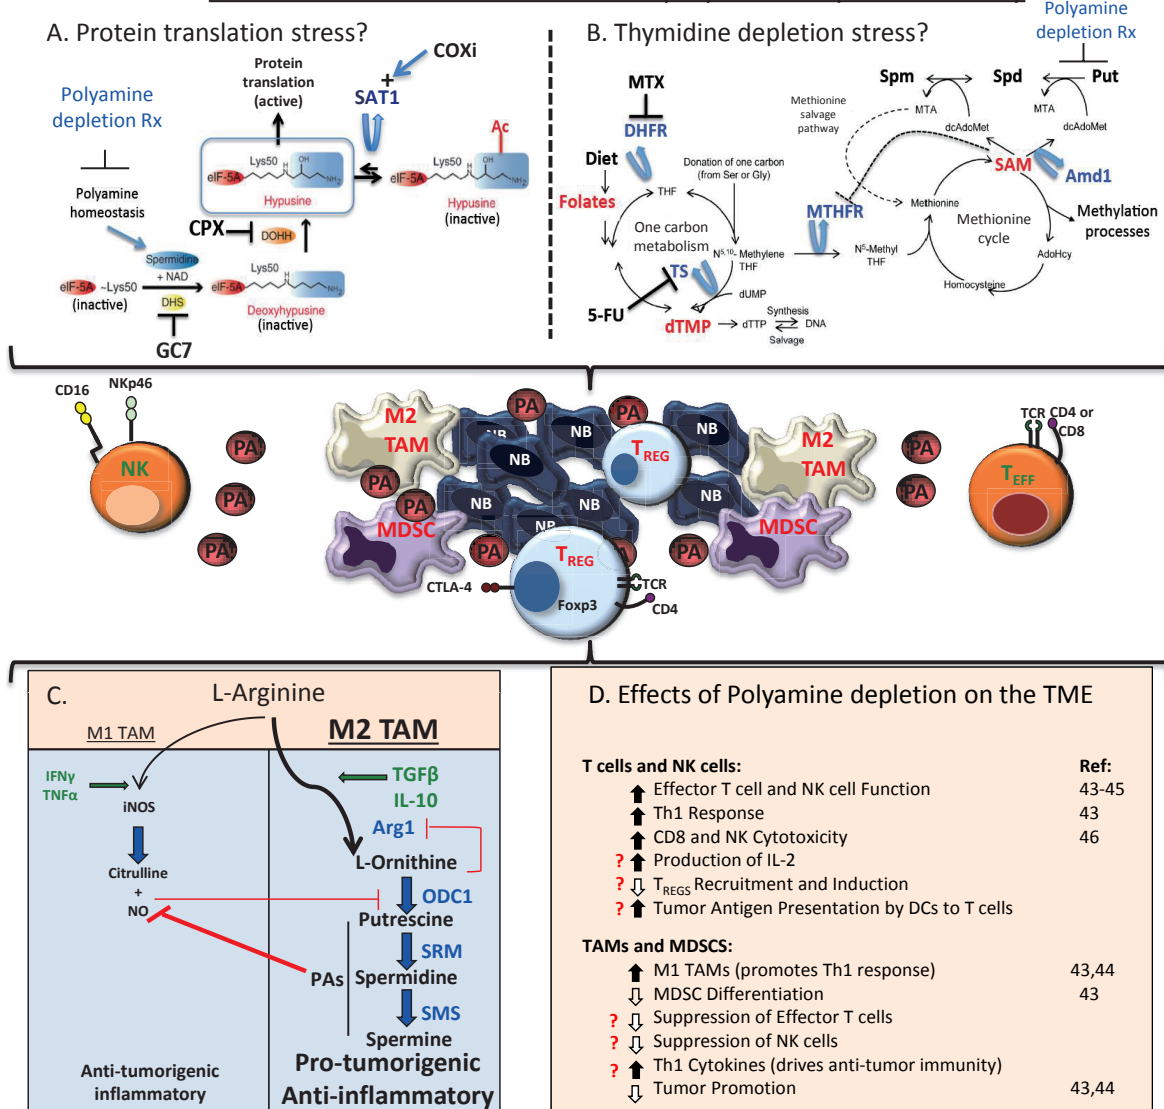 A. Protein translation stress?
Polyamine
depletion Rx
Polyamine
homeostasis
Protein
translation
(active)
COXi
+
SAT1
Ac
Lys50
OH
NH2
eIF-5A
Hypusine
Lys50
OH
NH2
eIF-5A
Hypusine
(inactive)
CPX
DOHH
Spermidine
+ NAD
eIF-5A ~Lys50
(inactive)
DHS
GC7
Lys50
eIF-5A
NH2
Deoxyhypusine
(inactive)
B. Thymidine depletion stress?
Polyamine
depletion Rx
MTX
DHFR
Diet
Folates
THF
Donation of one carbon
(from Ser or Gly)
One carbon
metabolism
TS
N5,10- Methylene
THF
dUMP
5-FU
dTMP
dTTP
Synthesis
DNA
Salvage
MTHFR
N5-Methyl
THF
Spm
Spd
Put
MTA
MTA
dcAdoMet
dcAdoMet
Methionine
salvage
pathway
SAM
Amd1
Methionine
Methionine
cycle
Methylation
processes
AdoHcy
Homocysteine
CD16
NKp46
NK
PA
PA
PA
M2
TAM
PA
PA
MDSC
PA
PA
PA
NB
NB
NB
NB
NB
NB
NB
TREG
TREG
CTLA-4
Foxp3
TCR
CD4
PA
M2
TAM
MDSC
PA
PA
PA
TCR
CD4 or
CD8
TEFF
C.
L-Arginine
M1 TAM
M2 TAM
IFNγ
TNFα
iNOS
Citrulline
+
NO
TGFβ
IL-10
Arg1
L-Ornithine
ODC1
Putrescine
SRM
PAs
Spermidine
SMS
Spermine
Anti-tumorigenic
inflammatory
Pro-tumorigenic
Anti-inflammatory
D. Effects of Polyamine depletion on the TME
T cells and NK cells: Ref:
Effector T cell and NK cell Function 43-45
Th1 Response 43
CD8 and NK Cytotoxicity 46
? Production of IL-2
? TREGS Recruitment and Induction
? Tumor Antigen Presentation by DCs to T cells
TAMs and MDSCS:
M1 TAMs (promotes Th1 response) 43,44
MDSC Differentiation 43
? Suppression of Effector T cells
? Suppression of NK cells
? Th1 Cytokines (drives anti-tumor immunity)
Tumor Promotion 43,44